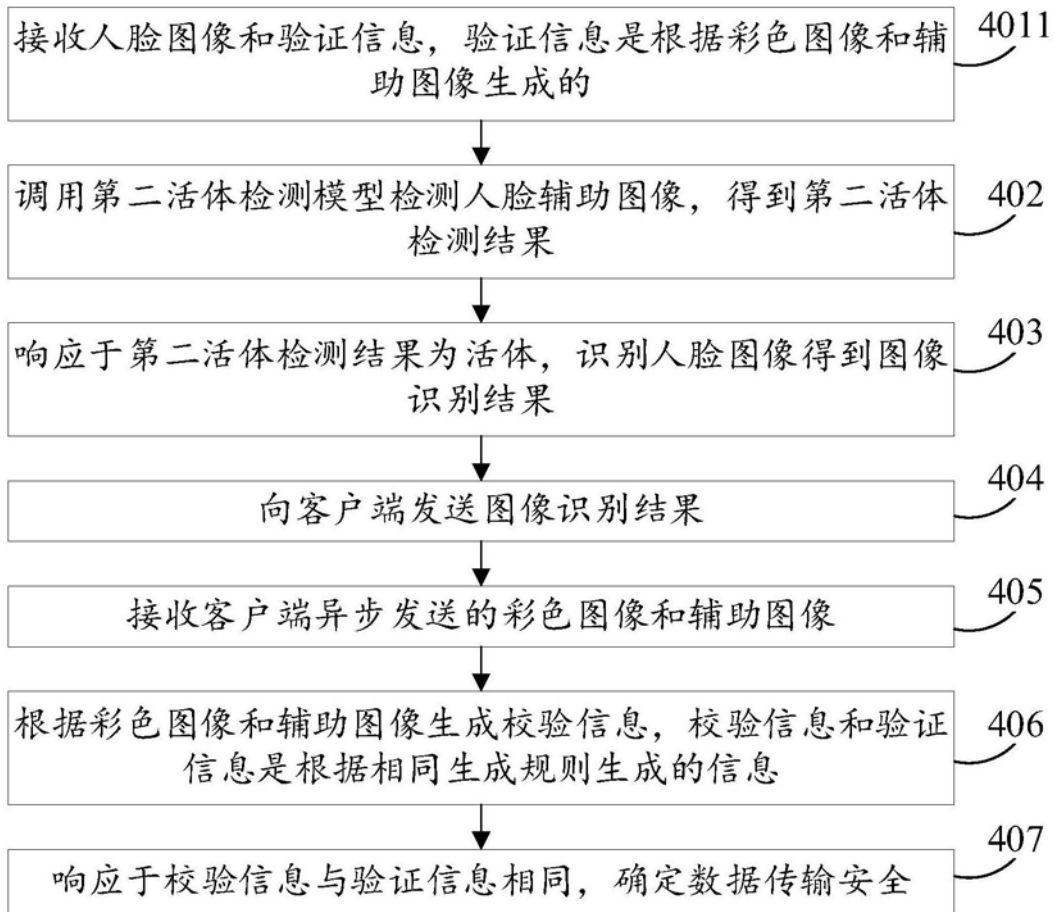 接收人脸图像和验证信息，验证信息是根据彩色图像和辅
助图像生成的
4011
调用第二活体检测模型检测人脸辅助图像，得到第二活体
检测结果
402
响应于第二活体检测结果为活体，识别人脸图像得到图像
识别结果
403
向客户端发送图像识别结果
404
接收客户端异步发送的彩色图像和辅助图像
405
根据彩色图像和辅助图像生成校验信息，校验信息和验证
信息是根据相同生成规则生成的信息
406
响应于校验信息与验证信息相同，确定数据传输安全
407